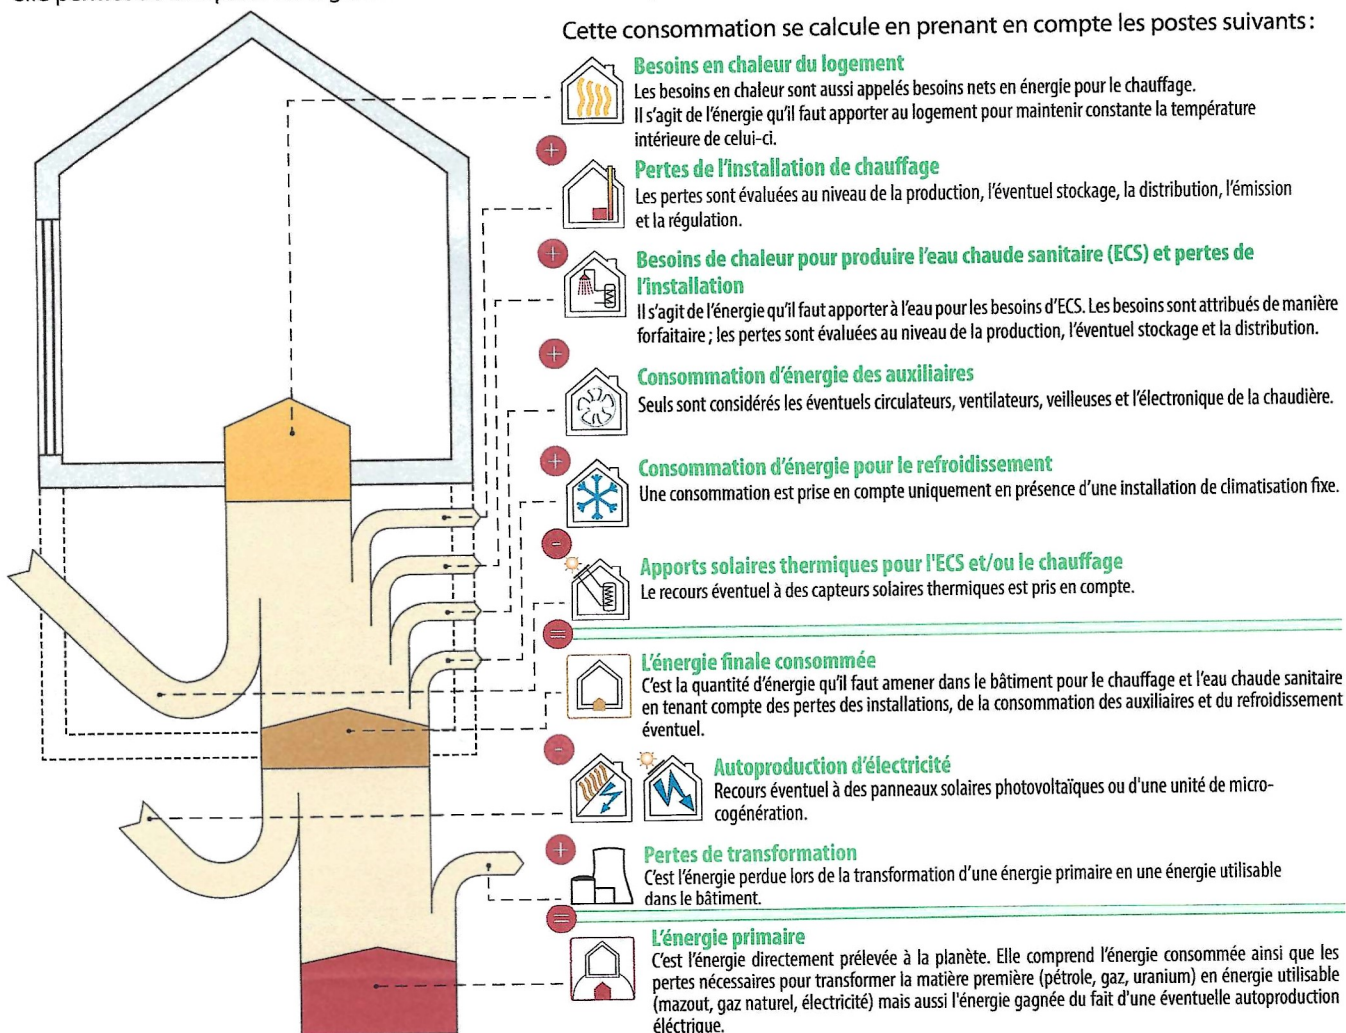 Cette consommation se calcule en prenant en compte les postes suivants :
Besoins en chaleur du logement
Les besoins en chaleur sont aussi appelés besoins nets en énergie pour le chauffage.
Il s'agit de l'énergie qu'il faut apporter au logement pour maintenir constante la température
intérieure de celui-ci.
+
Pertes de l'installation de chauffage
Les pertes sont évaluées au niveau de la production, l'éventuel stockage, la distribution, l'émission
et la régulation.
+
Besoins de chaleur pour produire l'eau chaude sanitaire (ECS) et pertes de
l'installation
Il s'agit de l'énergie qu'il faut apporter à l'eau pour les besoins d'ECS. Les besoins sont attribués de manière
forfaitaire ; les pertes sont évaluées au niveau de la production, l'éventuel stockage et la distribution.
+
Consommation d'énergie des auxiliaires
Seuls sont considérés les éventuels circulateurs, ventilateurs, veilleuses et l'électronique de la chaudière.
+
Consommation d'énergie pour le refroidissement
Une consommation est prise en compte uniquement en présence d'une installation de climatisation fixe.
-
Apports solaires thermiques pour l'ECS et/ou le chauffage
Le recours éventuel à des capteurs solaires thermiques est pris en compte.
=
L'énergie finale consommée
C'est la quantité d'énergie qu'il faut amener dans le bâtiment pour le chauffage et l'eau chaude sanitaire
en tenant compte des pertes des installations, de la consommation des auxiliaires et du refroidissement
éventuel.
-
Autoproduction d'électricité
Recours éventuel à des panneaux solaires photovoltaïques ou d'une unité de micro-
cogénération.
+
Pertes de transformation
C'est l'énergie perdue lors de la transformation d'une énergie primaire en une énergie utilisable
dans le bâtiment.
=
L'énergie primaire
C'est l'énergie directement prélevée à la planète. Elle comprend l'énergie consommée ainsi que les
pertes nécessaires pour transformer la matière première (pétrole, gaz, uranium) en énergie utilisable
(mazout, gaz naturel, électricité) mais aussi l'énergie gagnée du fait d'une éventuelle autoproduction
éléctrique.